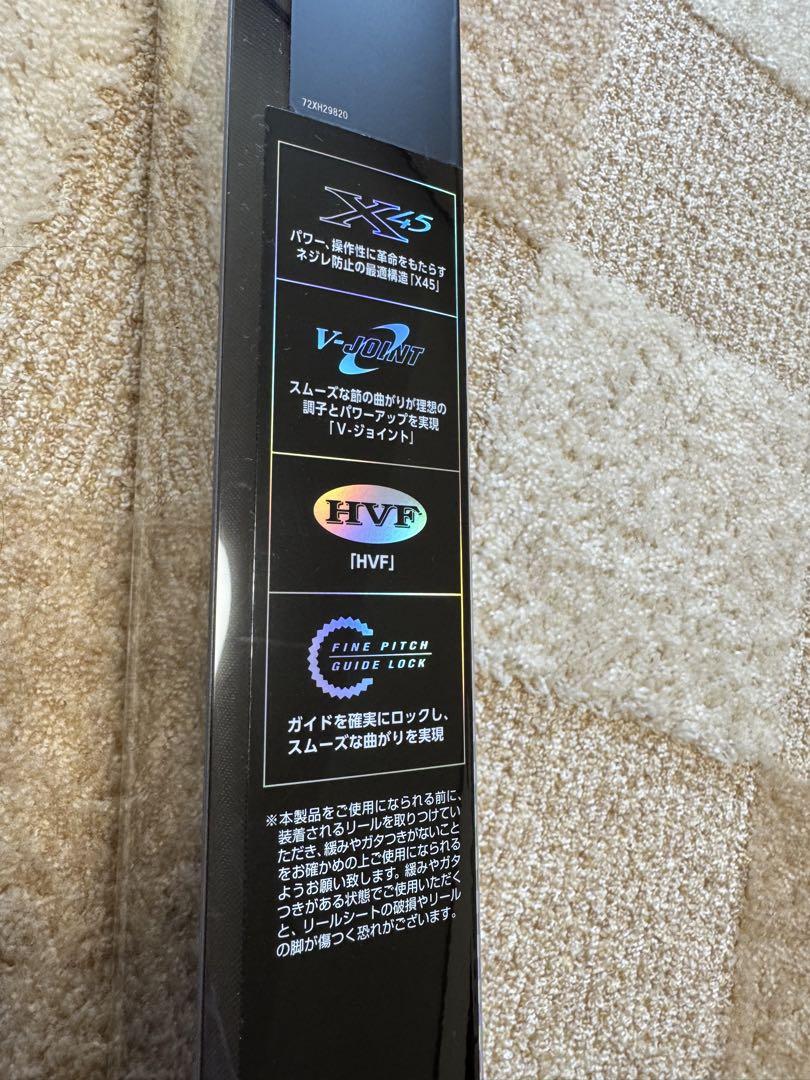 72XH29820
X45
パワー、操作性に革命をもたらす
ネジレ防止の最適構造「X45」
V-JOINT
スムーズな節の曲がりが理想の
調子とパワーアップを実現
「V-ジョイント」
HVF
「HVF」
FINE PITCH
GUIDE LOCK
ガイドを確実にロックし、
スムーズな曲がりを実現
※本製品をご使用になられる前に、
装着されるリールを取りつけてい
ただき、緩みやガタつきがないこと
をお確かめの上ご使用になられる
ようお願い致します。緩みやガタ
つきがある状態でご使用いただく
と、リールシートの破損やリール
の脚が傷つく恐れがございます。